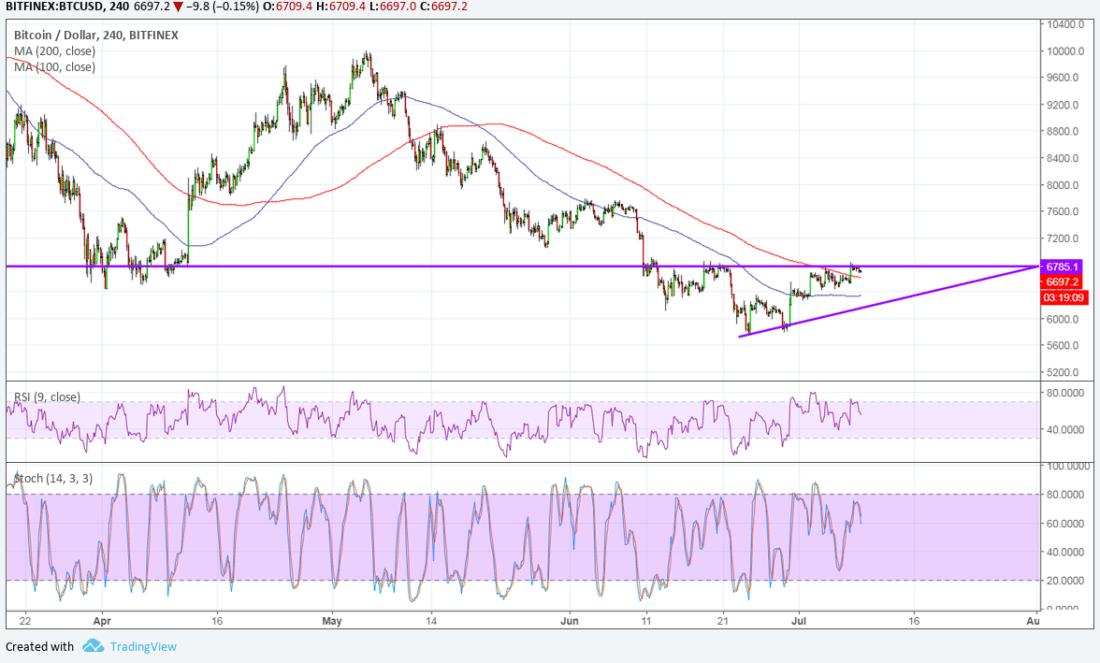 BITFINEX:BTCUSD, 240 6697.2 ▼ −9.8 (−0.15%) O:6709.4 H:6709.4 L:6697.0 C:6697.2
Bitcoin / Dollar, 240, BITFINEX
MA (200, close)
MA (100, close)
10400.0
10000.0
9600.0
9200.0
8800.0
8400.0
8000.0
7600.0
7200.0
6785.1
6697.2
03:19:09
6000.0
5600.0
5200.0
RSI (9, close)
80.0000
40.0000
Stoch (14, 3, 3)
100.0000
80.0000
60.0000
40.0000
20.0000
0.0000
22 Apr 16 May 14 Jun 11 21 Jul 16 Au
Created with TradingView